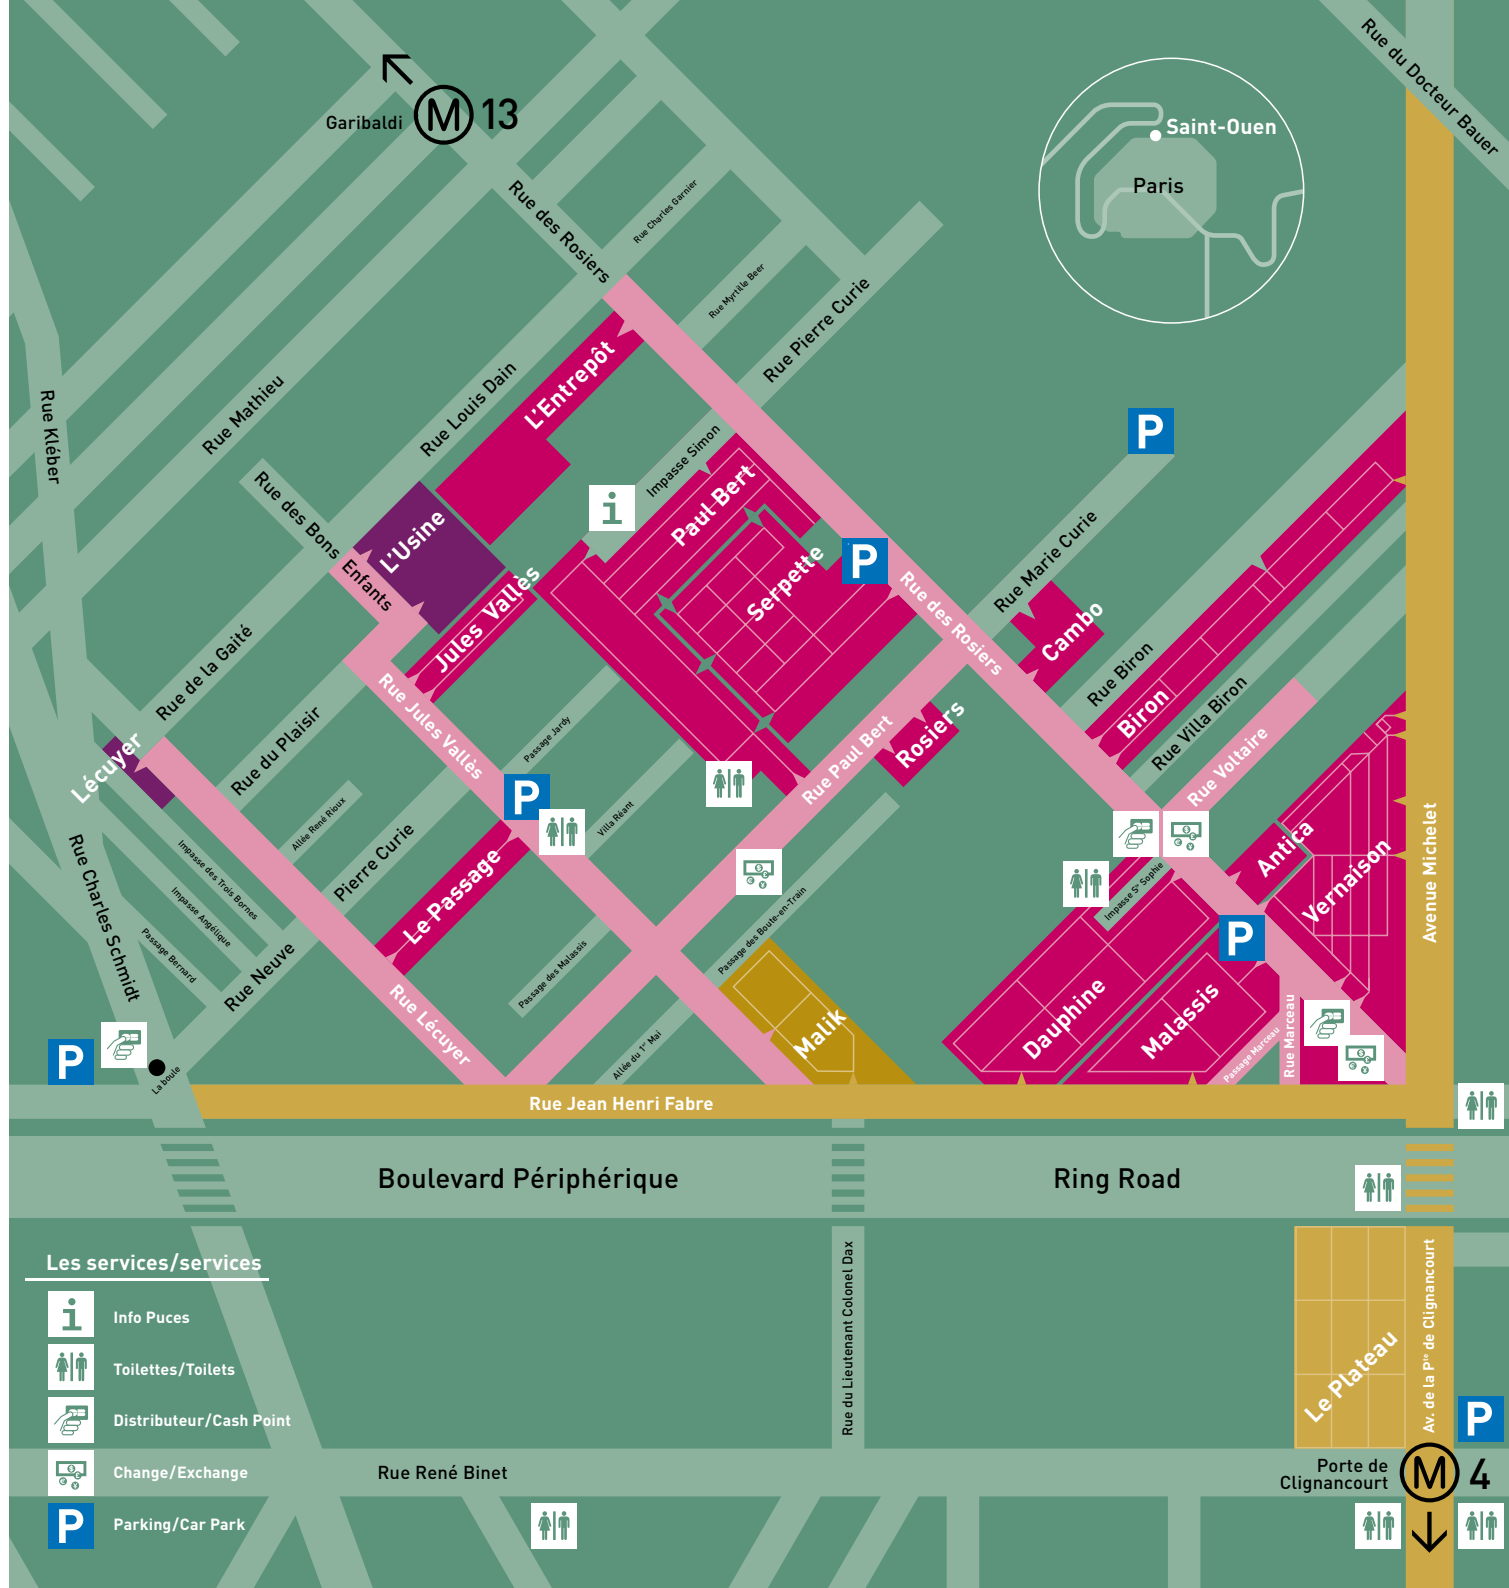 Rue du Docteur Bauer
Garibaldi
M 13
Saint-Ouen
Paris
Rue des Rosiers
Rue Charles Garnier
Rue Myrtille Beer
Rue Pierre Curie
L'Entrepôt
Rue Louis Dain
Rue Mathieu
Rue Kléber
Impasse Simon
P
i
Paul Bert
Rue des Bons
Enfants
L'Usine
Serpette
P
Rue Marie Curie
Rue des Rosiers
Cambo
Jules Vallès
Rue de la Gaité
Rue Biron
Biron
Rue Villa Biron
Rue Jules Vallès
Rue du Plaisir
Passage Jardy
Rosiers
Rue Paul Bert
Rue Voltaire
Lécuyer
P
Villa Réant
Allée René Rioux
Pierre Curie
Le Passage
Antica
Vernaison
Avenue Michelet
Impasse Ste Sophie
Impasse des Trois Bornes
Impasse Angélique
Passage Bernard
Rue Charles Schmidt
Rue Neuve
Passage des Malassis
Passage des Boute-en-Train
P
Malik
Dauphine
Malassis
Rue Lécuyer
Allée du 1er Mai
Passage Marceau
Rue Marceau
P
La boule
Rue Jean Henri Fabre
Boulevard Périphérique
Ring Road
Les services/services
i
Info Puces
Toilettes/Toilets
Distributeur/Cash Point
Change/Exchange
P
Parking/Car Park
Rue du Lieutenant Colonel Dax
Le Plateau
Av. de la Pte de Clignancourt
P
Rue René Binet
Porte de
Clignancourt
M 4